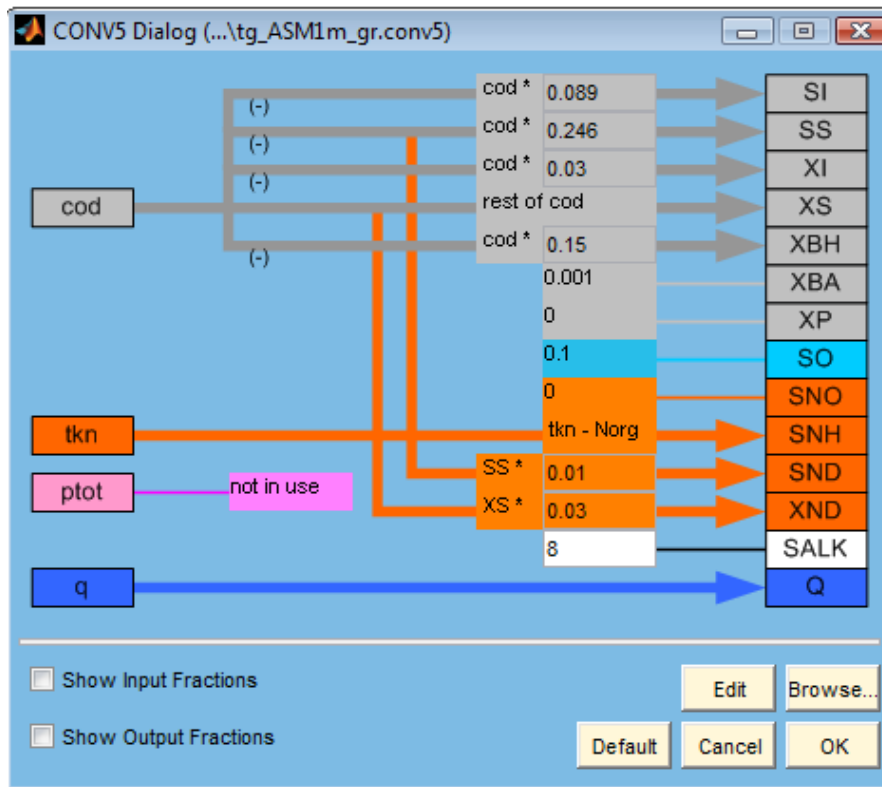 CONV5 Dialog (...\tg_ASM1m_gr.conv5)
cod * 0.089 SI
(-)
cod * 0.246 SS
(-)
cod * 0.03 XI
(-)
cod rest of cod XS
cod * 0.15 XBH
(-)
0.001 XBA
0 XP
0.1 SO
0 SNO
tkn tkn - Norg SNH
SS * 0.01 SND
ptot not in use
XS * 0.03 XND
8 SALK
q Q
Show Input Fractions
Edit Browse...
Show Output Fractions
Default Cancel OK